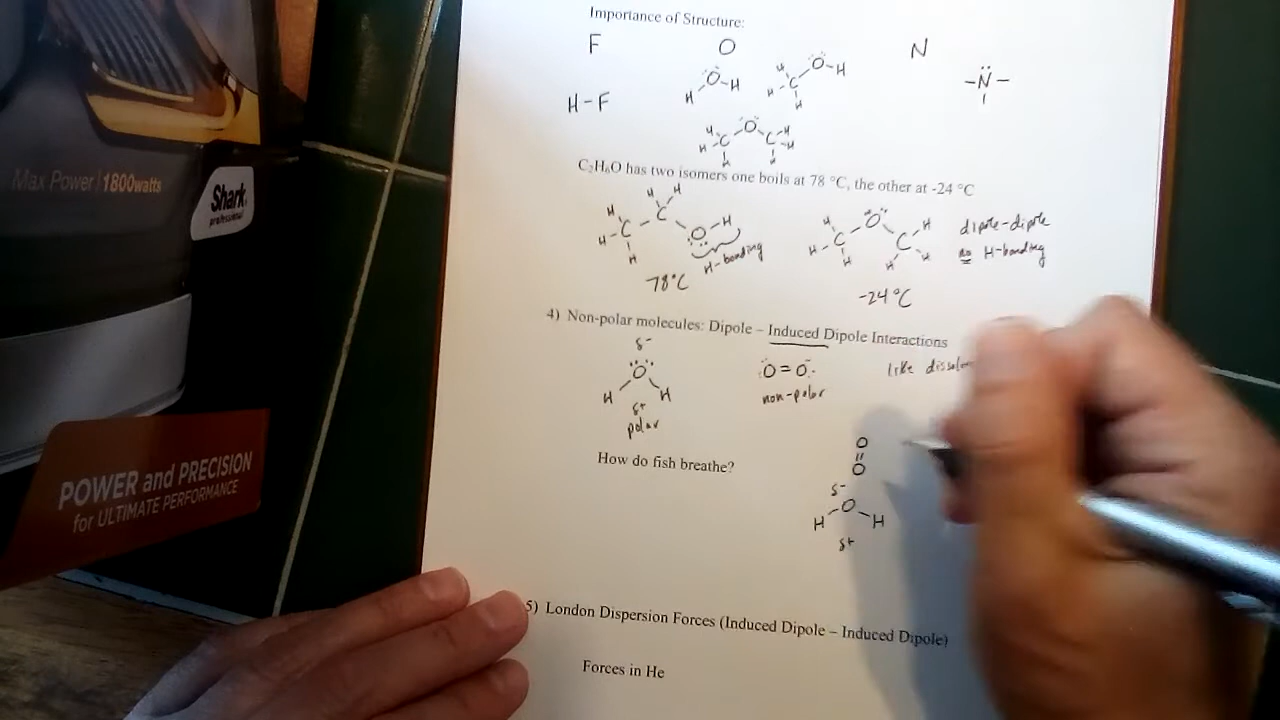 Importance of Structure:
F O N
O H H
H C O H H
N
H-F
H H C O C H H H H
C₂H₆O has two isomers one boils at 78 °C, the other at -24 °C
H H C C H H H O H
H-bonding
78°C
H H C O C H H H H
dipole-dipole
no H-bonding
-24°C
4) Non-polar molecules: Dipole – Induced Dipole Interactions
δ-
O
H H
δ+
polar
O=O
non-polar
like
How do fish breathe?
O
=
O
δ-
O
H H
δ+
5) London Dispersion Forces (Induced Dipole – Induced Dipole)
Forces in He
Max Power | 1800watts
Shark
professional
POWER and PRECISION
for ULTIMATE PERFORMANCE